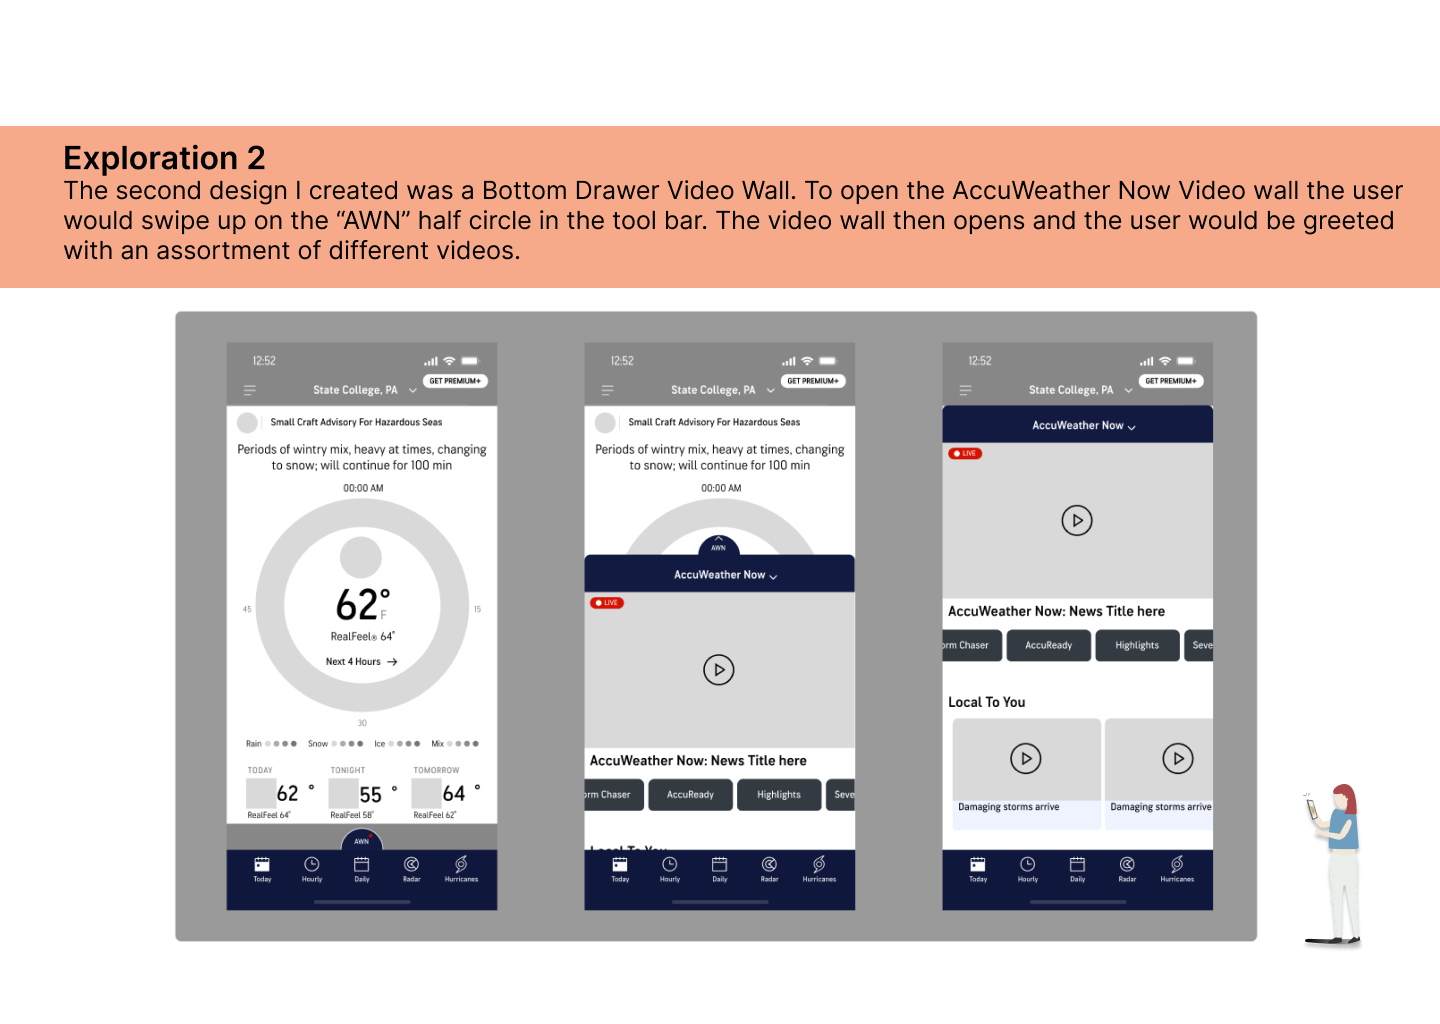 Exploration 2
The second design I created was a Bottom Drawer Video Wall. To open the AccuWeather Now Video wall the user
would swipe up on the “AWN” half circle in the tool bar. The video wall then opens and the user would be greeted
with an assortment of different videos.
12:52
State College, PA
GET PREMIUM+
Small Craft Advisory For Hazardous Seas
Periods of wintry mix, heavy at times, changing
to snow; will continue for 100 min
00:00 AM
45
15
62° F
RealFeel® 64°
Next 4 Hours →
30
Rain Snow Ice Mix
TODAY TONIGHT TOMORROW
62° 55° 64°
RealFeel 64° RealFeel 58° RealFeel 62°
AWN
Today Hourly Daily Radar Hurricanes
12:52
State College, PA
GET PREMIUM+
Small Craft Advisory For Hazardous Seas
Periods of wintry mix, heavy at times, changing
to snow; will continue for 100 min
00:00 AM
AWN
AccuWeather Now
LIVE
AccuWeather Now: News Title here
orm Chaser AccuReady Highlights Seve
Local To You
Today Hourly Daily Radar Hurricanes
12:52
State College, PA
GET PREMIUM+
AccuWeather Now
LIVE
AccuWeather Now: News Title here
orm Chaser AccuReady Highlights Seve
Local To You
Damaging storms arrive Damaging storms arrive
Today Hourly Daily Radar Hurricanes